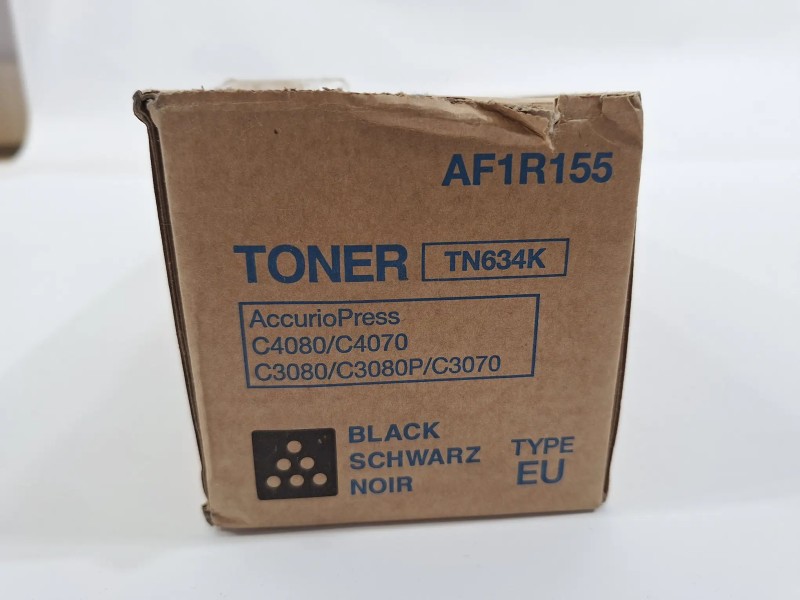 AF1R155
TONER TN634K
AccurioPress
C4080/C4070
C3080/C3080P/C3070
BLACK
SCHWARZ
NOIR
TYPE
EU